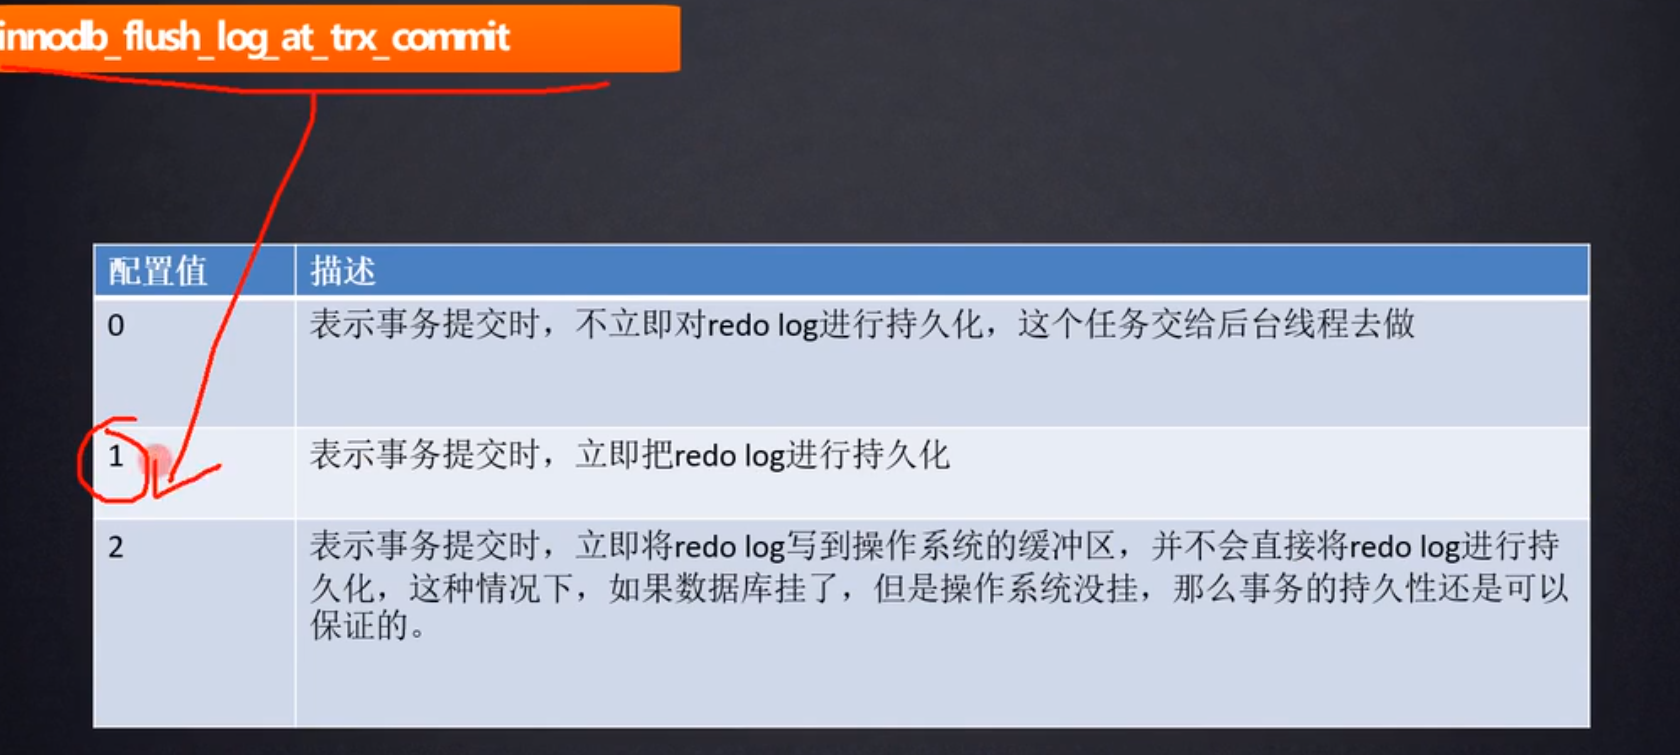 innodb_flush_log_at_trx_commit
配置值 描述
0 表示事务提交时，不立即对redo log进行持久化，这个任务交给后台线程去做
1 表示事务提交时，立即把redo log进行持久化
2 表示事务提交时，立即将redo log写到操作系统的缓冲区，并不会直接将redo log进行持
久化，这种情况下，如果数据库挂了，但是操作系统没挂，那么事务的持久性还是可以
保证的。